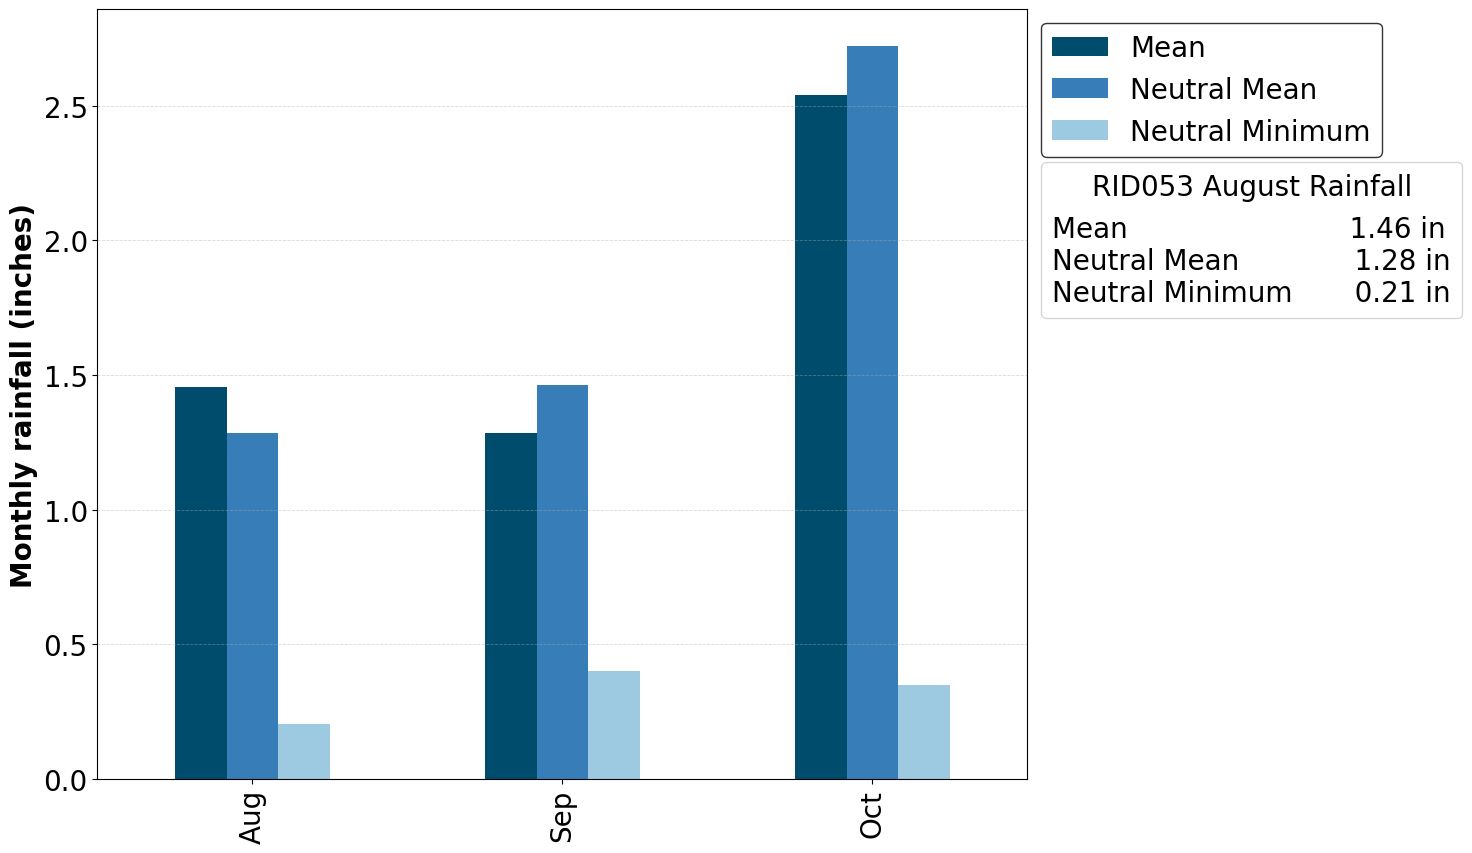 Monthly rainfall (inches)
2.5
2.0
1.5
1.0
0.5
0.0
Aug
Sep
Oct
Mean
Neutral Mean
Neutral Minimum
RID053 August Rainfall
Mean 1.46 in
Neutral Mean 1.28 in
Neutral Minimum 0.21 in